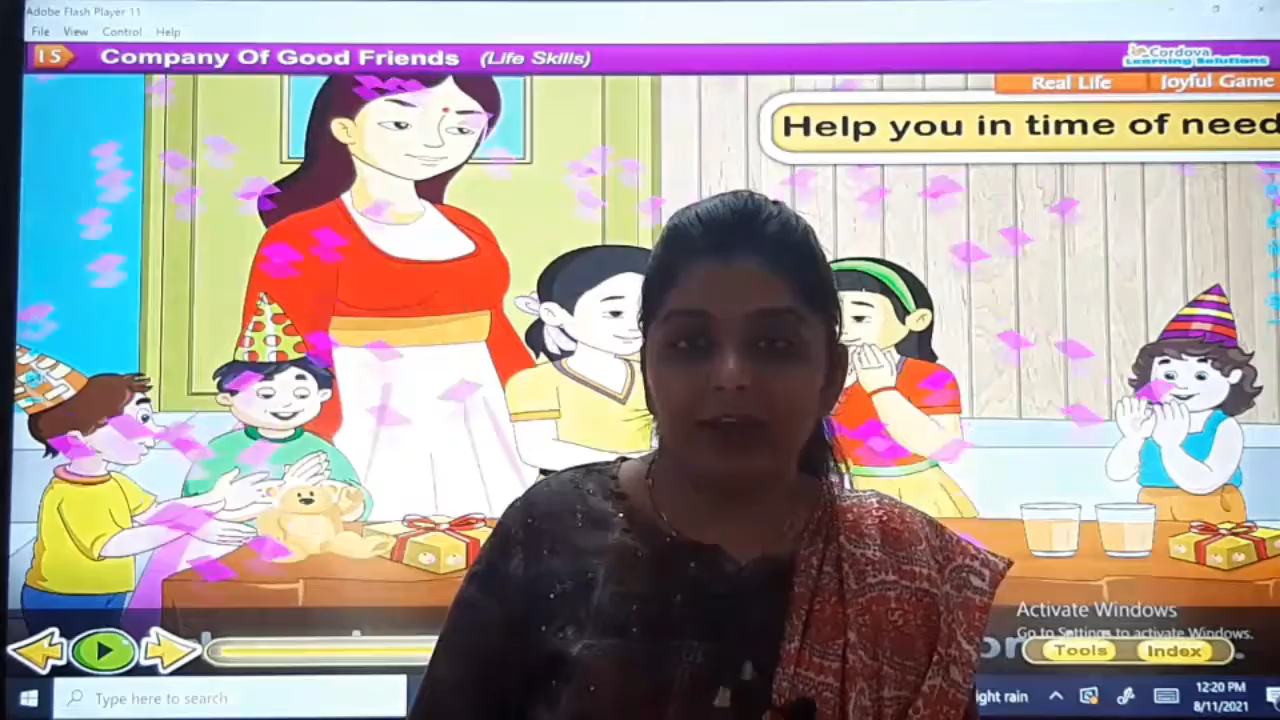 Adobe Flash Player 11
File View Control Help
15 Company Of Good Friends (Life Skills)
Cordova
Learning Solutions
Real Life Joyful Game
Help you in time of need
Activate Windows
Go to Settings to activate Windows.
Tools Index
Type here to search
ight rain
12:20 PM
8/11/2021